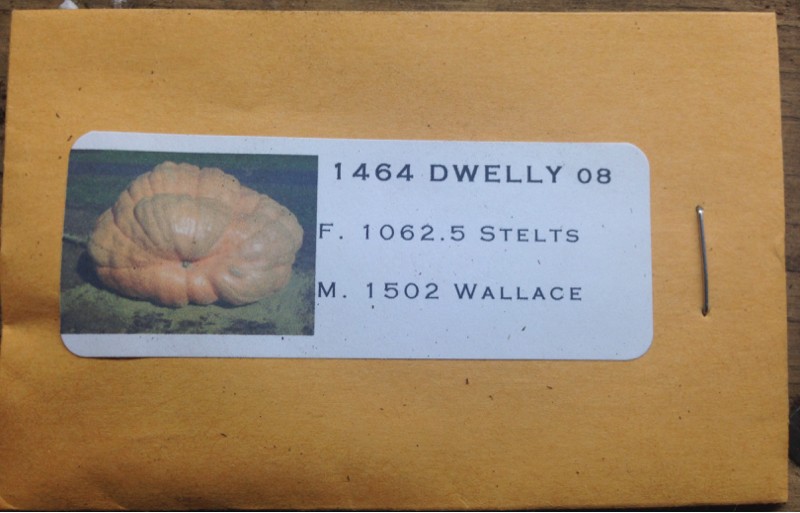 1464 DWELLY 08
F. 1062.5 STELTS
M. 1502 WALLACE